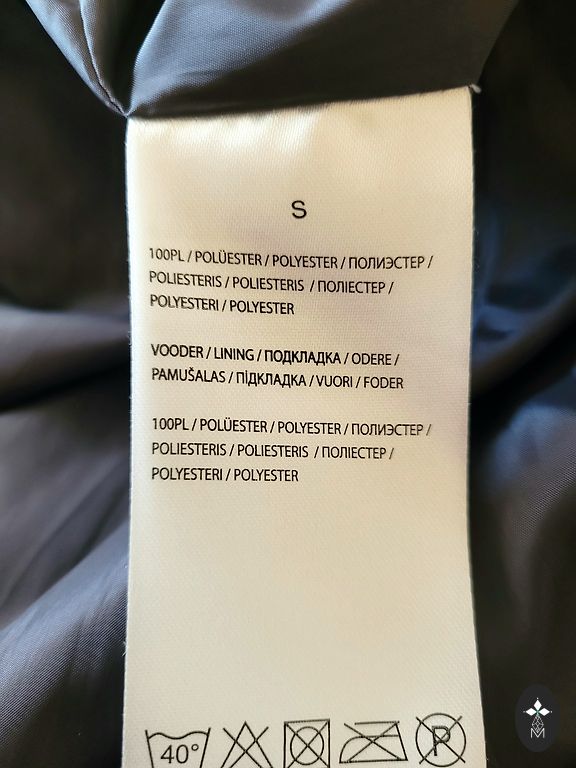 S
100PL / POLÜESTER / POLYESTER / ПОЛИЭСТЕР /
POLIESTERIS / POLIESTERIS / ПОЛІЕСТЕР /
POLYESTERI / POLYESTER
VOODER / LINING / ПОДКЛАДКА / ODERE /
PAMUŠALAS / ПІДКЛАДКА / VUORI / FODER
100PL / POLÜESTER / POLYESTER / ПОЛИЭСТЕР /
POLIESTERIS / POLIESTERIS / ПОЛІЕСТЕР /
POLYESTERI / POLYESTER
40° P
M